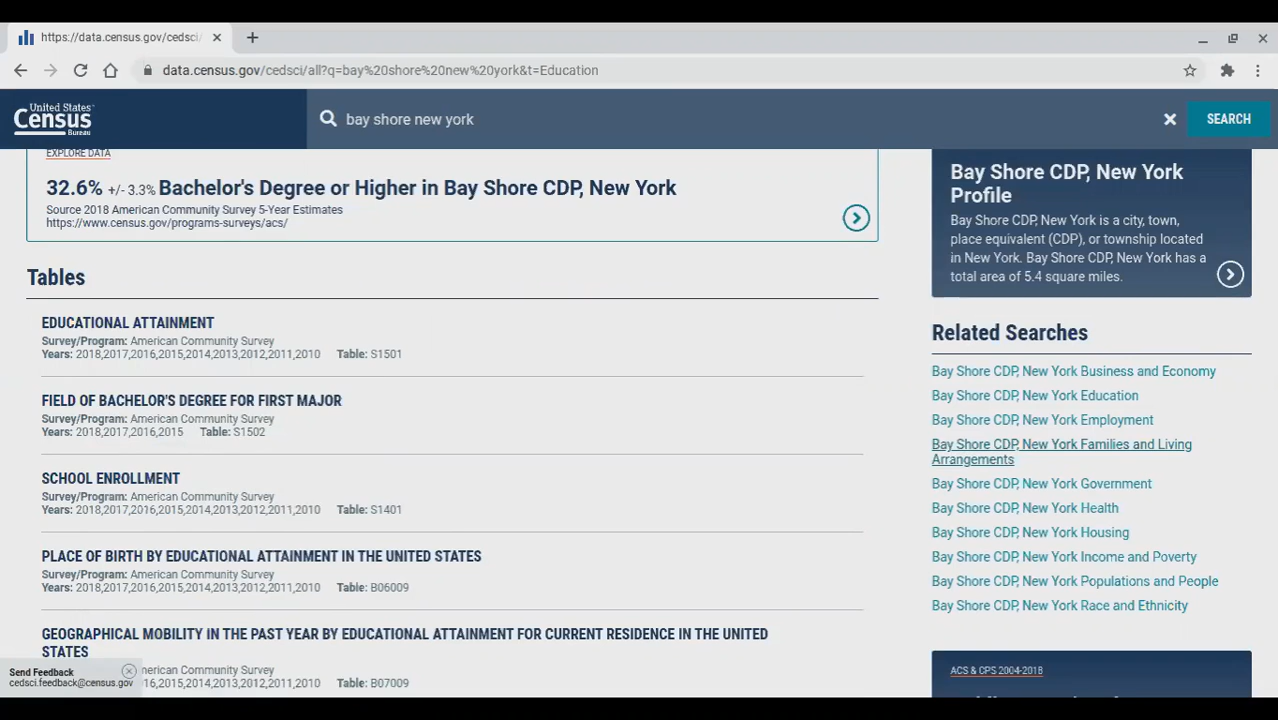 https://data.census.gov/cedsci/
data.census.gov/cedsci/all?q=bay%20shore%20new%20york&t=Education
United States
Census
Bureau
bay shore new york
SEARCH
EXPLORE DATA
32.6% +/- 3.3% Bachelor's Degree or Higher in Bay Shore CDP, New York
Source 2018 American Community Survey 5-Year Estimates
https://www.census.gov/programs-surveys/acs/
Tables
EDUCATIONAL ATTAINMENT
Survey/Program: American Community Survey
Years: 2018,2017,2016,2015,2014,2013,2012,2011,2010 Table: S1501
FIELD OF BACHELOR'S DEGREE FOR FIRST MAJOR
Survey/Program: American Community Survey
Years: 2018,2017,2016,2015 Table: S1502
SCHOOL ENROLLMENT
Survey/Program: American Community Survey
Years: 2018,2017,2016,2015,2014,2013,2012,2011,2010 Table: S1401
PLACE OF BIRTH BY EDUCATIONAL ATTAINMENT IN THE UNITED STATES
Survey/Program: American Community Survey
Years: 2018,2017,2016,2015,2014,2013,2012,2011,2010 Table: B06009
GEOGRAPHICAL MOBILITY IN THE PAST YEAR BY EDUCATIONAL ATTAINMENT FOR CURRENT RESIDENCE IN THE UNITED
STATES
merican Community Survey
16,2015,2014,2013,2012,2011,2010 Table: B07009
Send Feedback
cedsci.feedback@census.gov
Bay Shore CDP, New York
Profile
Bay Shore CDP, New York is a city, town,
place equivalent (CDP), or township located
in New York. Bay Shore CDP, New York has a
total area of 5.4 square miles.
Related Searches
Bay Shore CDP, New York Business and Economy
Bay Shore CDP, New York Education
Bay Shore CDP, New York Employment
Bay Shore CDP, New York Families and Living
Arrangements
Bay Shore CDP, New York Government
Bay Shore CDP, New York Health
Bay Shore CDP, New York Housing
Bay Shore CDP, New York Income and Poverty
Bay Shore CDP, New York Populations and People
Bay Shore CDP, New York Race and Ethnicity
ACS & CPS 2004-2018